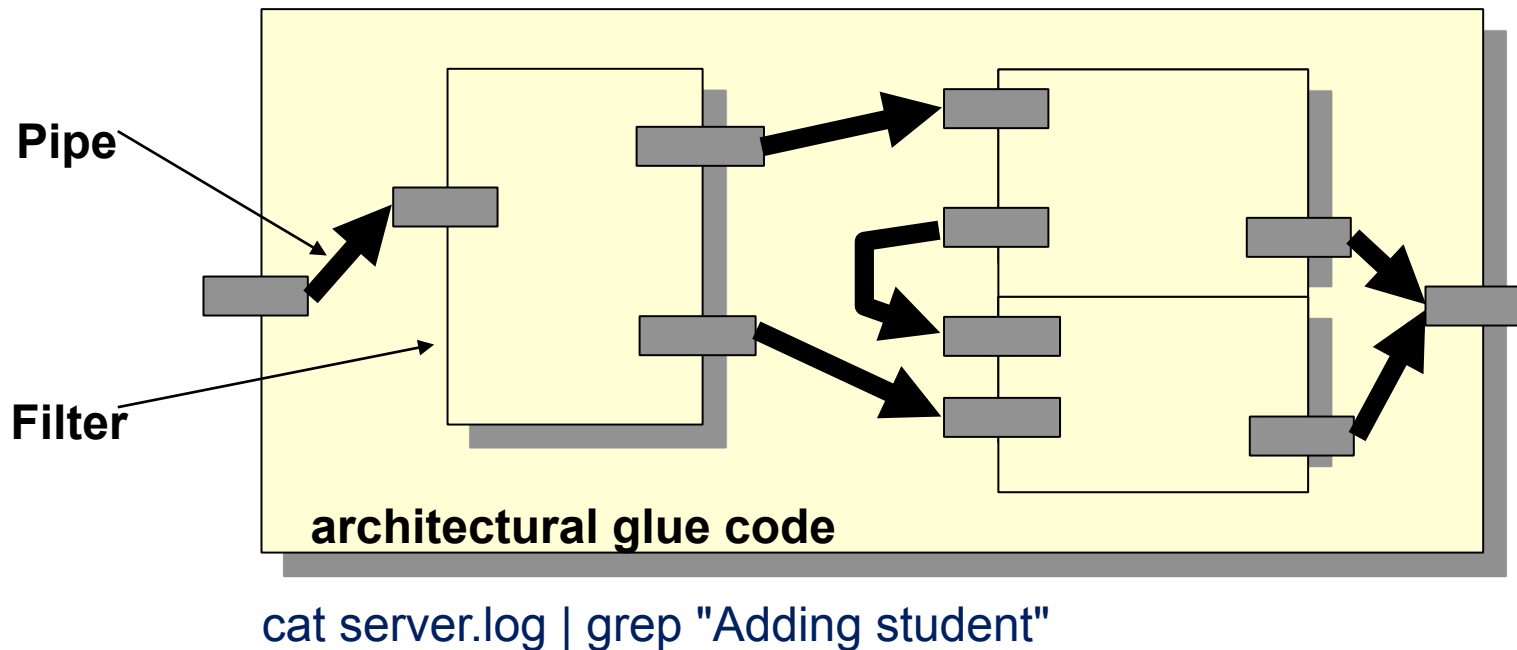 Pipe
Filter
architectural glue code
cat server.log | grep "Adding student"